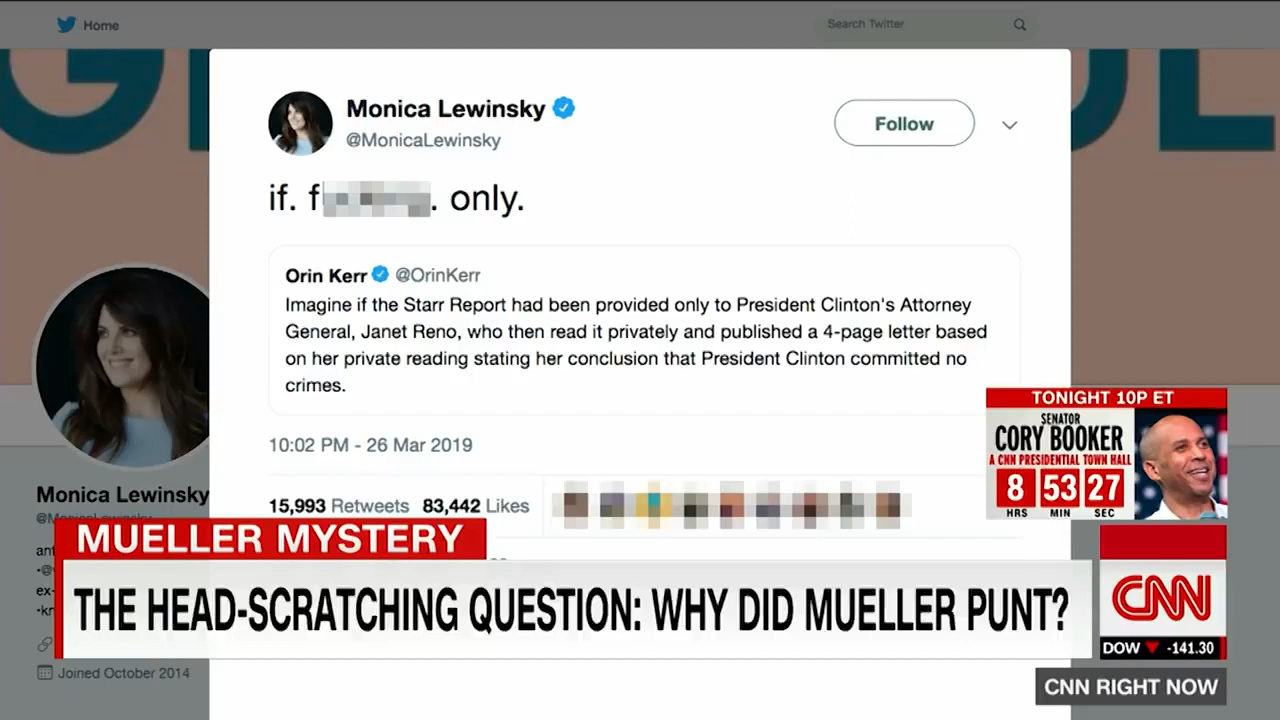 Home
Search Twitter
Monica Lewinsky
@MonicaLewinsky
Follow
if. f . only.
Orin Kerr @OrinKerr
Imagine if the Starr Report had been provided only to President Clinton's Attorney
General, Janet Reno, who then read it privately and published a 4-page letter based
on her private reading stating her conclusion that President Clinton committed no
crimes.
10:02 PM - 26 Mar 2019
15,993 Retweets 83,442 Likes
Monica Lewinsky
@MonicaLewinsky
ant
ex-
Joined October 2014
TONIGHT 10P ET
SENATOR
CORY BOOKER
A CNN PRESIDENTIAL TOWN HALL
8 53 27
HRS MIN SEC
MUELLER MYSTERY
THE HEAD-SCRATCHING QUESTION: WHY DID MUELLER PUNT?
CNN
DOW -141.30
CNN RIGHT NOW